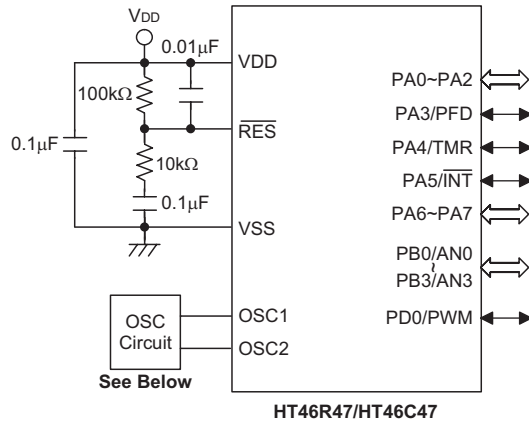 VDD
0.01μF
VDD
100kΩ
RES
0.1μF
10kΩ
0.1μF
VSS
OSC
Circuit
See Below
OSC1
OSC2
PA0~PA2
PA3/PFD
PA4/TMR
PA5/INT
PA6~PA7
PB0/AN0
~
PB3/AN3
PD0/PWM
HT46R47/HT46C47